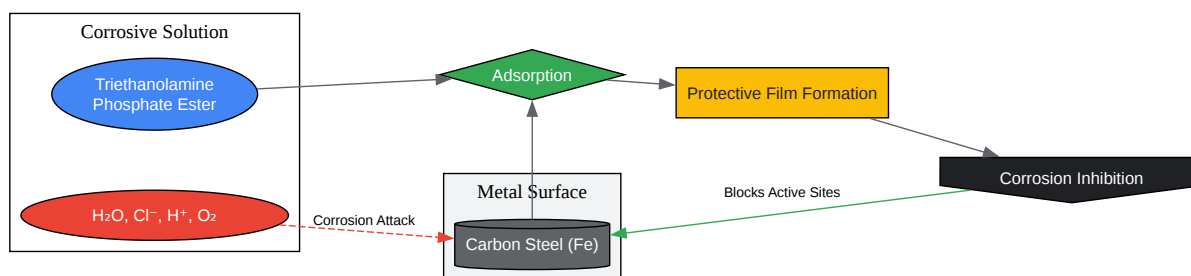 Corrosive Solution
Triethanolamine
Phosphate Ester
H₂O, Cl⁻, H⁺, O₂
Corrosion Attack
Adsorption
Metal Surface
Carbon Steel (Fe)
Protective Film Formation
Blocks Active Sites
Corrosion Inhibition